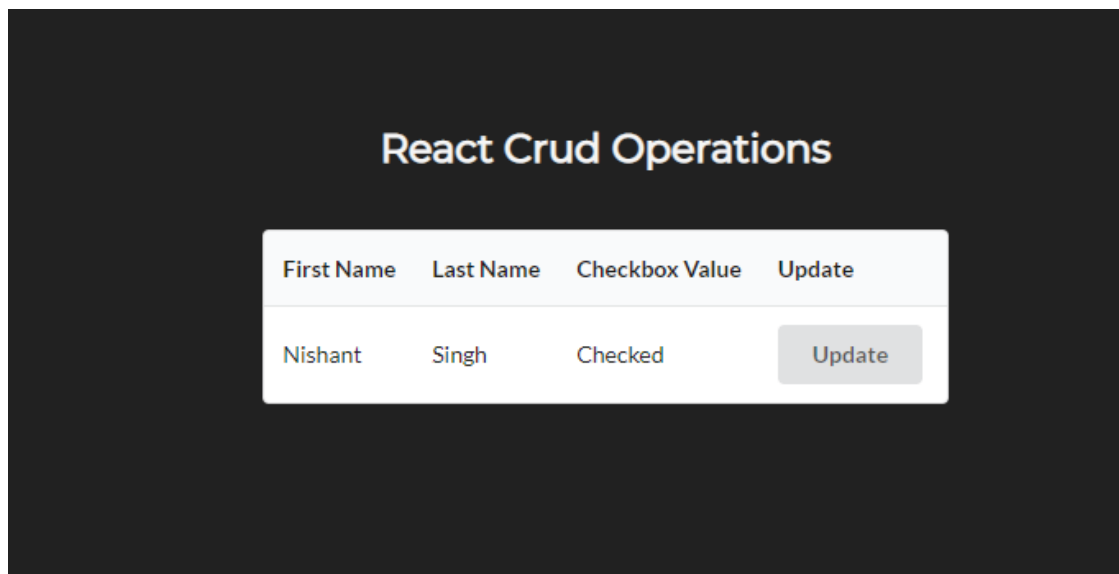 React Crud Operations
First Name Last Name Checkbox Value Update
Nishant Singh Checked Update